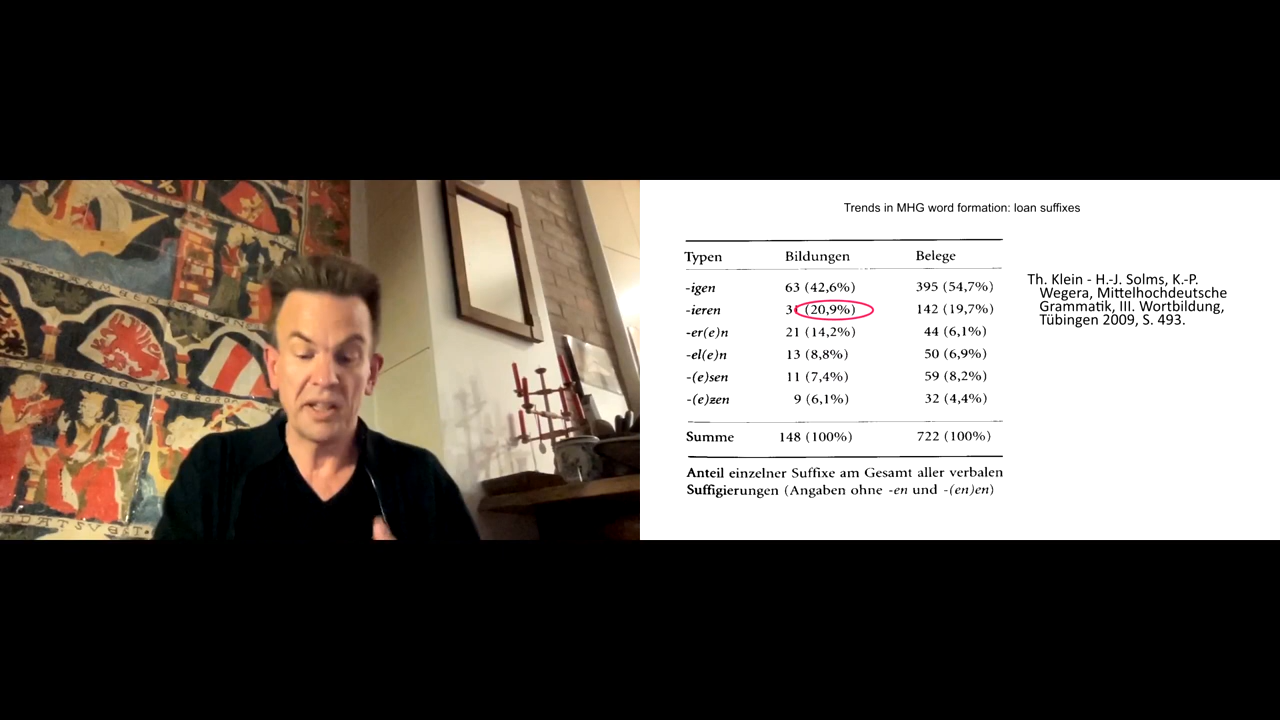 Trends in MHG word formation: loan suffixes
Typen Bildungen Belege
-igen 63 (42,6%) 395 (54,7%)
-ieren 31 (20,9%) 142 (19,7%)
-er(e)n 21 (14,2%) 44 (6,1%)
-el(e)n 13 (8,8%) 50 (6,9%)
-(e)sen 11 (7,4%) 59 (8,2%)
-(e)zen 9 (6,1%) 32 (4,4%)
Summe 148 (100%) 722 (100%)
Anteil einzelner Suffixe am Gesamt aller verbalen
Suffigierungen (Angaben ohne -en und -(en)en)
Th. Klein - H.-J. Solms, K.-P.
Wegera, Mittelhochdeutsche
Grammatik, III. Wortbildung,
Tübingen 2009, S. 493.